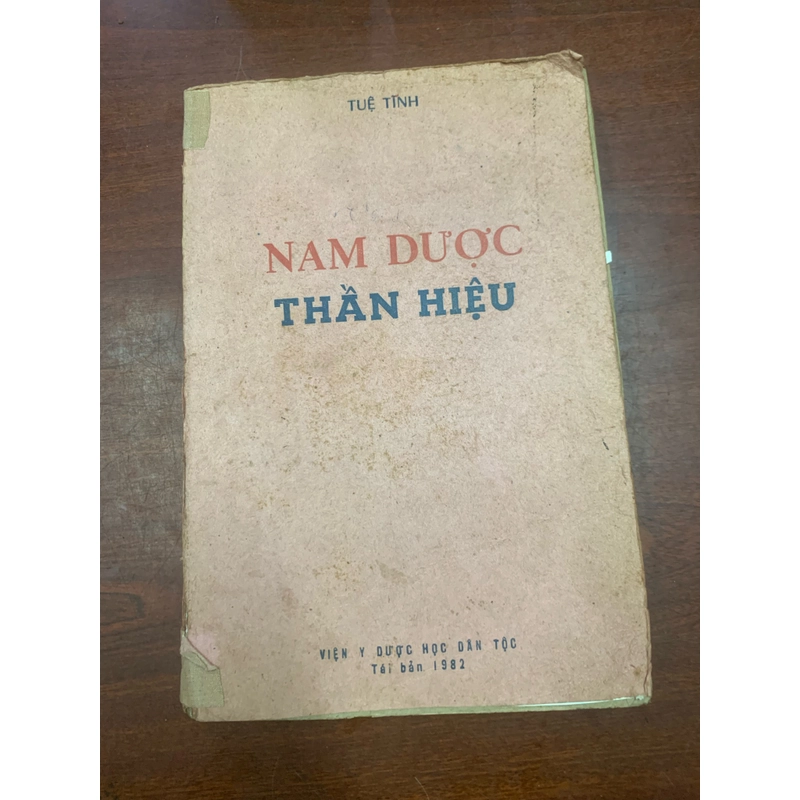 TUỆ TĨNH
NAM DƯỢC
THẦN HIỆU
VIỆN Y DƯỢC HỌC DÂN TỘC
Tái bản 1982